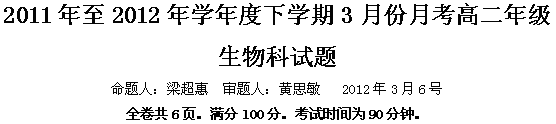 2011年至2012年学年度下学期3月份月考高二年级
生物科试题
命题人：梁超惠 审题人：黄思敏 2012年3月6号
全卷共6页。满分100分。考试时间为90分钟。